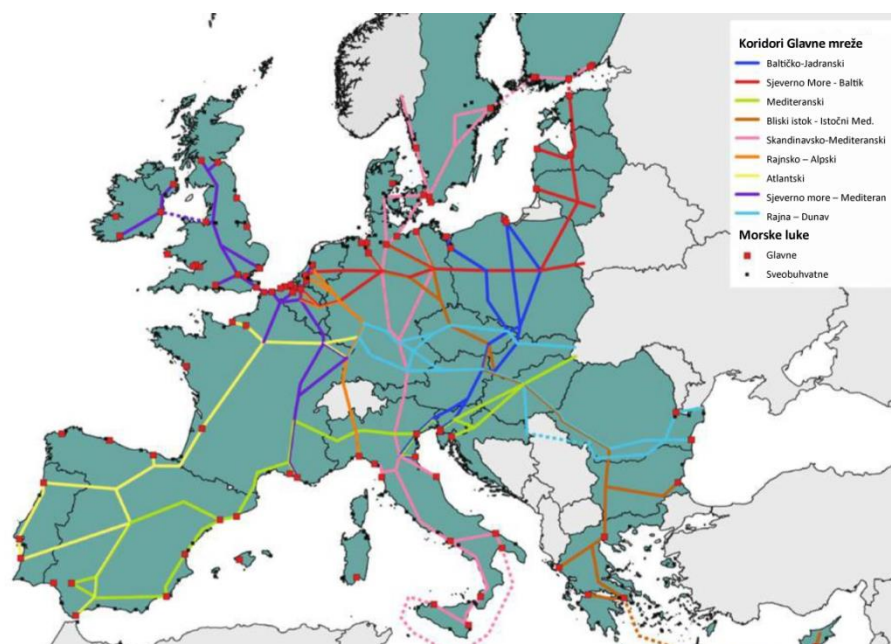 Koridori Glavne mreže
Baltičko-Jadranski
Sjeverno More - Baltik
Mediteranski
Bliski istok - Istočni Med.
Skandinavsko-Mediteranski
Rajnsko – Alpski
Atlantski
Sjeverno more – Mediteran
Rajna – Dunav
Morske luke
Glavne
Sveobuhvatne